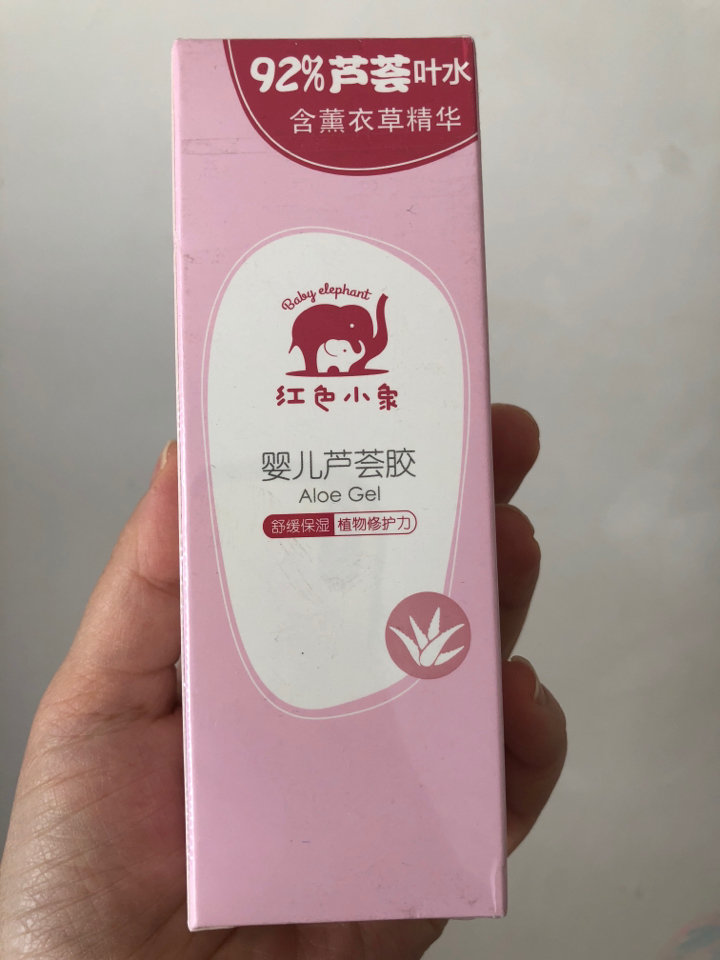 92%芦荟叶水
含薰衣草精华
Baby elephant
红色小象
婴儿芦荟胶
Aloe Gel
舒缓保湿 植物修护力